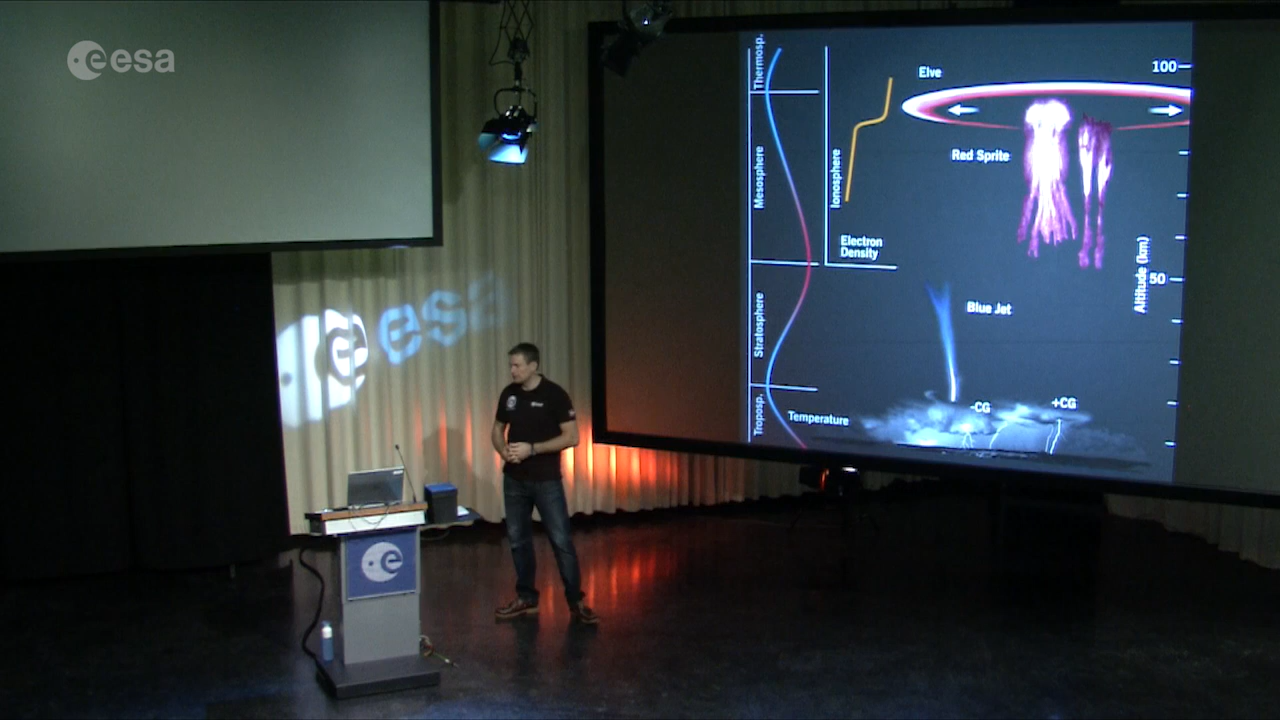 esa
esa
e
Thermosp.
Mesosphere
Stratosphere
Troposp.
Ionosphere
Electron
Density
Temperature
Elve
Red Sprite
Blue Jet
-CG
+CG
100
50
Altitude (km)